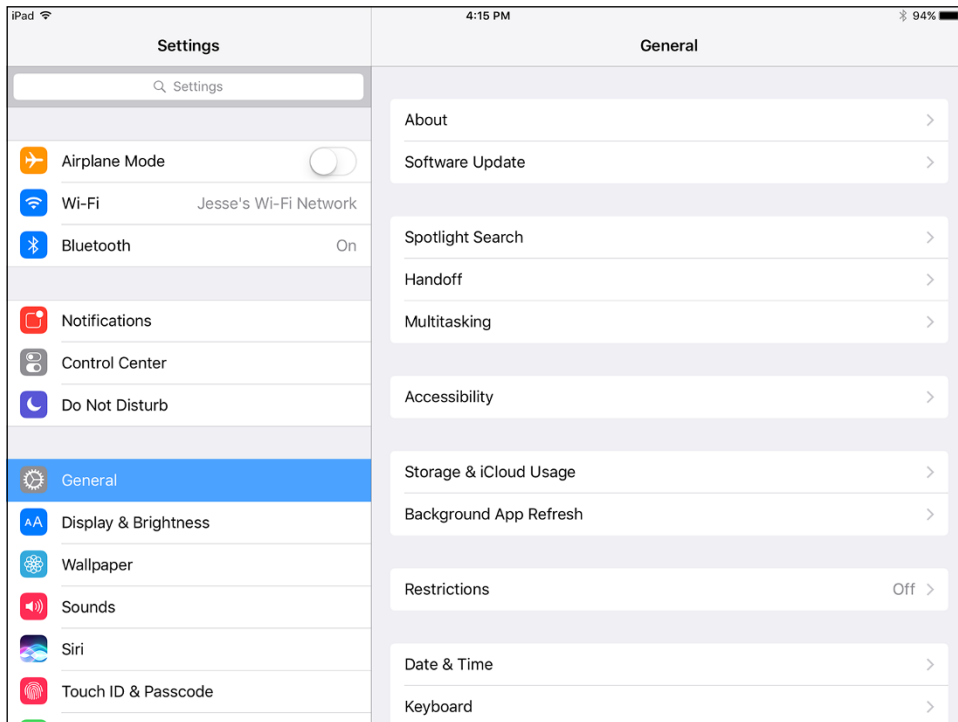 iPad 4:15 PM 94%
Settings
Settings
Airplane Mode
Wi-Fi Jesse's Wi-Fi Network
Bluetooth On
Notifications
Control Center
Do Not Disturb
General
AA Display & Brightness
Wallpaper
Sounds
Siri
Touch ID & Passcode
General
About
Software Update
Spotlight Search
Handoff
Multitasking
Accessibility
Storage & iCloud Usage
Background App Refresh
Restrictions Off
Date & Time
Keyboard